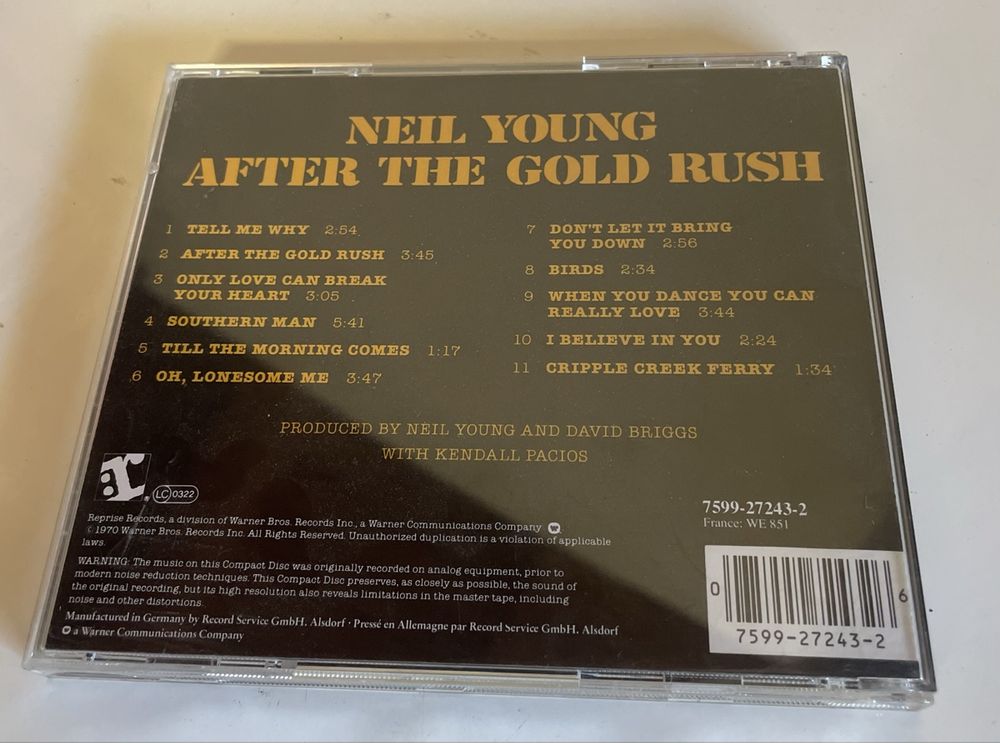 NEIL YOUNG
AFTER THE GOLD RUSH
1 TELL ME WHY 2:54
2 AFTER THE GOLD RUSH 3:45
3 ONLY LOVE CAN BREAK
YOUR HEART 3:05
4 SOUTHERN MAN 5:41
5 TILL THE MORNING COMES 1:17
6 OH, LONESOME ME 3:47
7 DON'T LET IT BRING
YOU DOWN 2:56
8 BIRDS 2:34
9 WHEN YOU DANCE YOU CAN
REALLY LOVE 3:44
10 I BELIEVE IN YOU 2:24
11 CRIPPLE CREEK FERRY 1:34
PRODUCED BY NEIL YOUNG AND DAVID BRIGGS
WITH KENDALL PACIOS
r®
LC 0322
7599-27243-2
France: WE 851
Reprise Records, a division of Warner Bros. Records Inc., a Warner Communications Company
© 1970 Warner Bros. Records Inc. All Rights Reserved. Unauthorized duplication is a violation of applicable
laws.
WARNING: The music on this Compact Disc was originally recorded on analog equipment, prior to
modern noise reduction techniques. This Compact Disc preserves, as closely as possible, the sound of
the original recording, but its high resolution also reveals limitations in the master tape, including
noise and other distortions.
Manufactured in Germany by Record Service GmbH. Alsdorf · Pressé en Allemagne par Record Service GmbH. Alsdorf
a Warner Communications Company
0 6
7599-27243-2